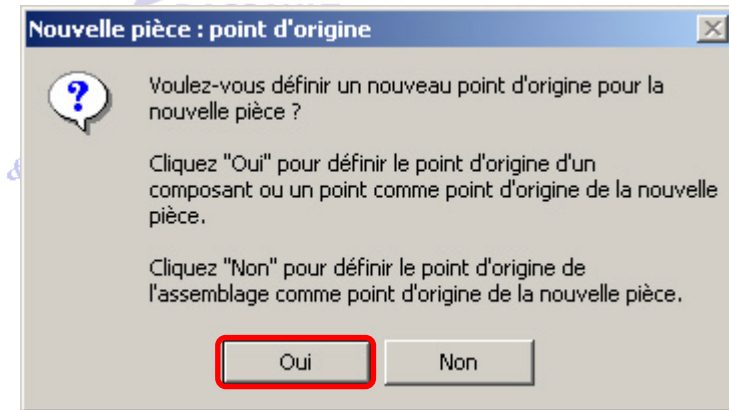 Nouvelle pièce : point d'origine
Voulez-vous définir un nouveau point d'origine pour la
nouvelle pièce ?
Cliquez "Oui" pour définir le point d'origine d'un
composant ou un point comme point d'origine de la nouvelle
pièce.
Cliquez "Non" pour définir le point d'origine de
l'assemblage comme point d'origine de la nouvelle pièce.
Oui
Non